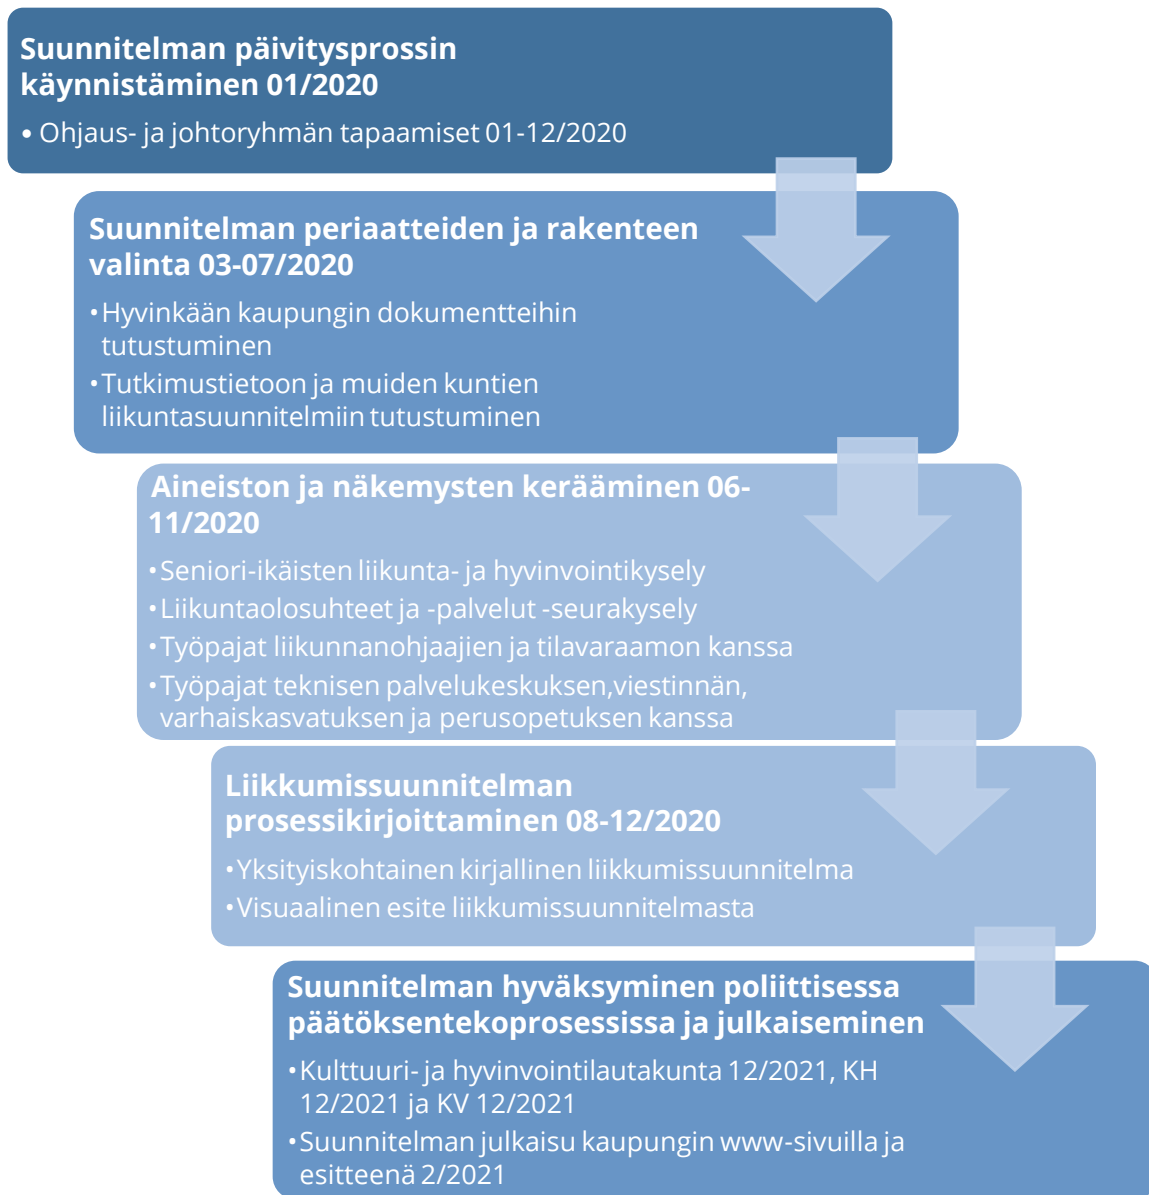 Suunnitelman päivitysprossin
käynnistäminen 01/2020
• Ohjaus- ja johtoryhmän tapaamiset 01-12/2020
Suunnitelman periaatteiden ja rakenteen
valinta 03-07/2020
•Hyvinkään kaupungin dokumentteihin
tutustuminen
•Tutkimustietoon ja muiden kuntien
liikuntasuunnitelmiin tutustuminen
Aineiston ja näkemysten kerääminen 06-
11/2020
•Seniori-ikäisten liikunta- ja hyvinvointikysely
•Liikuntaolosuhteet ja -palvelut -seurakysely
•Työpajat liikunnanohjaajien ja tilavaraamon kanssa
•Työpajat teknisen palvelukeskuksen,viestinnän,
varhaiskasvatuksen ja perusopetuksen kanssa
Liikkumissuunnitelman
prosessikirjoittaminen 08-12/2020
•Yksityiskohtainen kirjallinen liikkumissuunnitelma
•Visuaalinen esite liikkumissuunnitelmasta
Suunnitelman hyväksyminen poliittisessa
päätöksentekoprosessissa ja julkaiseminen
•Kulttuuri- ja hyvinvointilautakunta 12/2021, KH
12/2021 ja KV 12/2021
•Suunnitelman julkaisu kaupungin www-sivuilla ja
esitteenä 2/2021